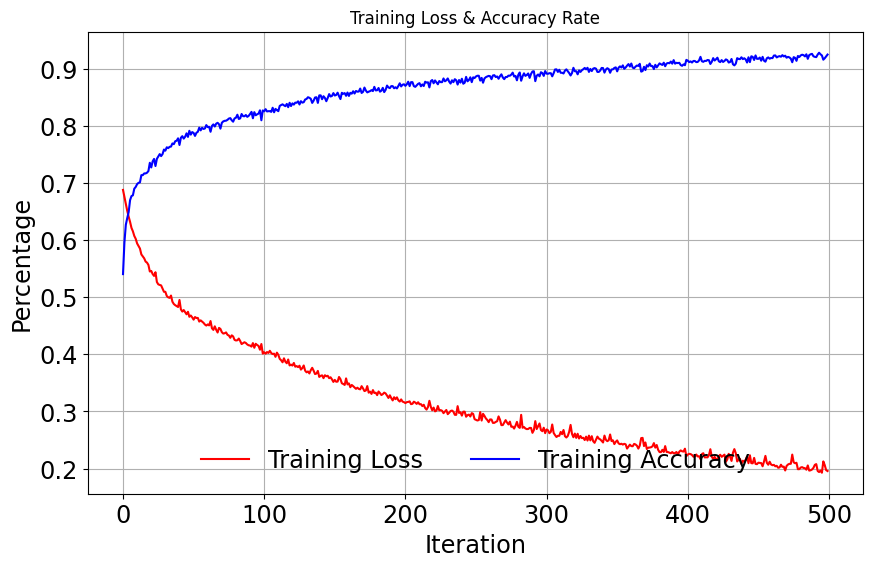 Training Loss & Accuracy Rate
0.9
0.8
0.7
0.6
0.5
0.4
0.3
0.2
Percentage
Training Loss Training Accuracy
0 100 200 300 400 500
Iteration